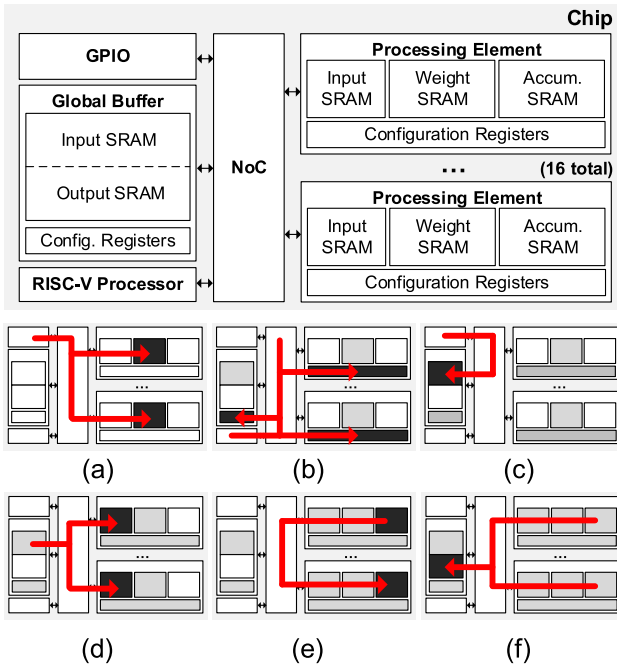 Chip
GPIO
Global Buffer
Input SRAM
Output SRAM
Config. Registers
RISC-V Processor
NoC
Processing Element
Input SRAM
Weight SRAM
Accum. SRAM
Configuration Registers
...
(16 total)
Processing Element
Input SRAM
Weight SRAM
Accum. SRAM
Configuration Registers
...
...
...
(a)
(b)
(c)
...
...
...
(d)
(e)
(f)